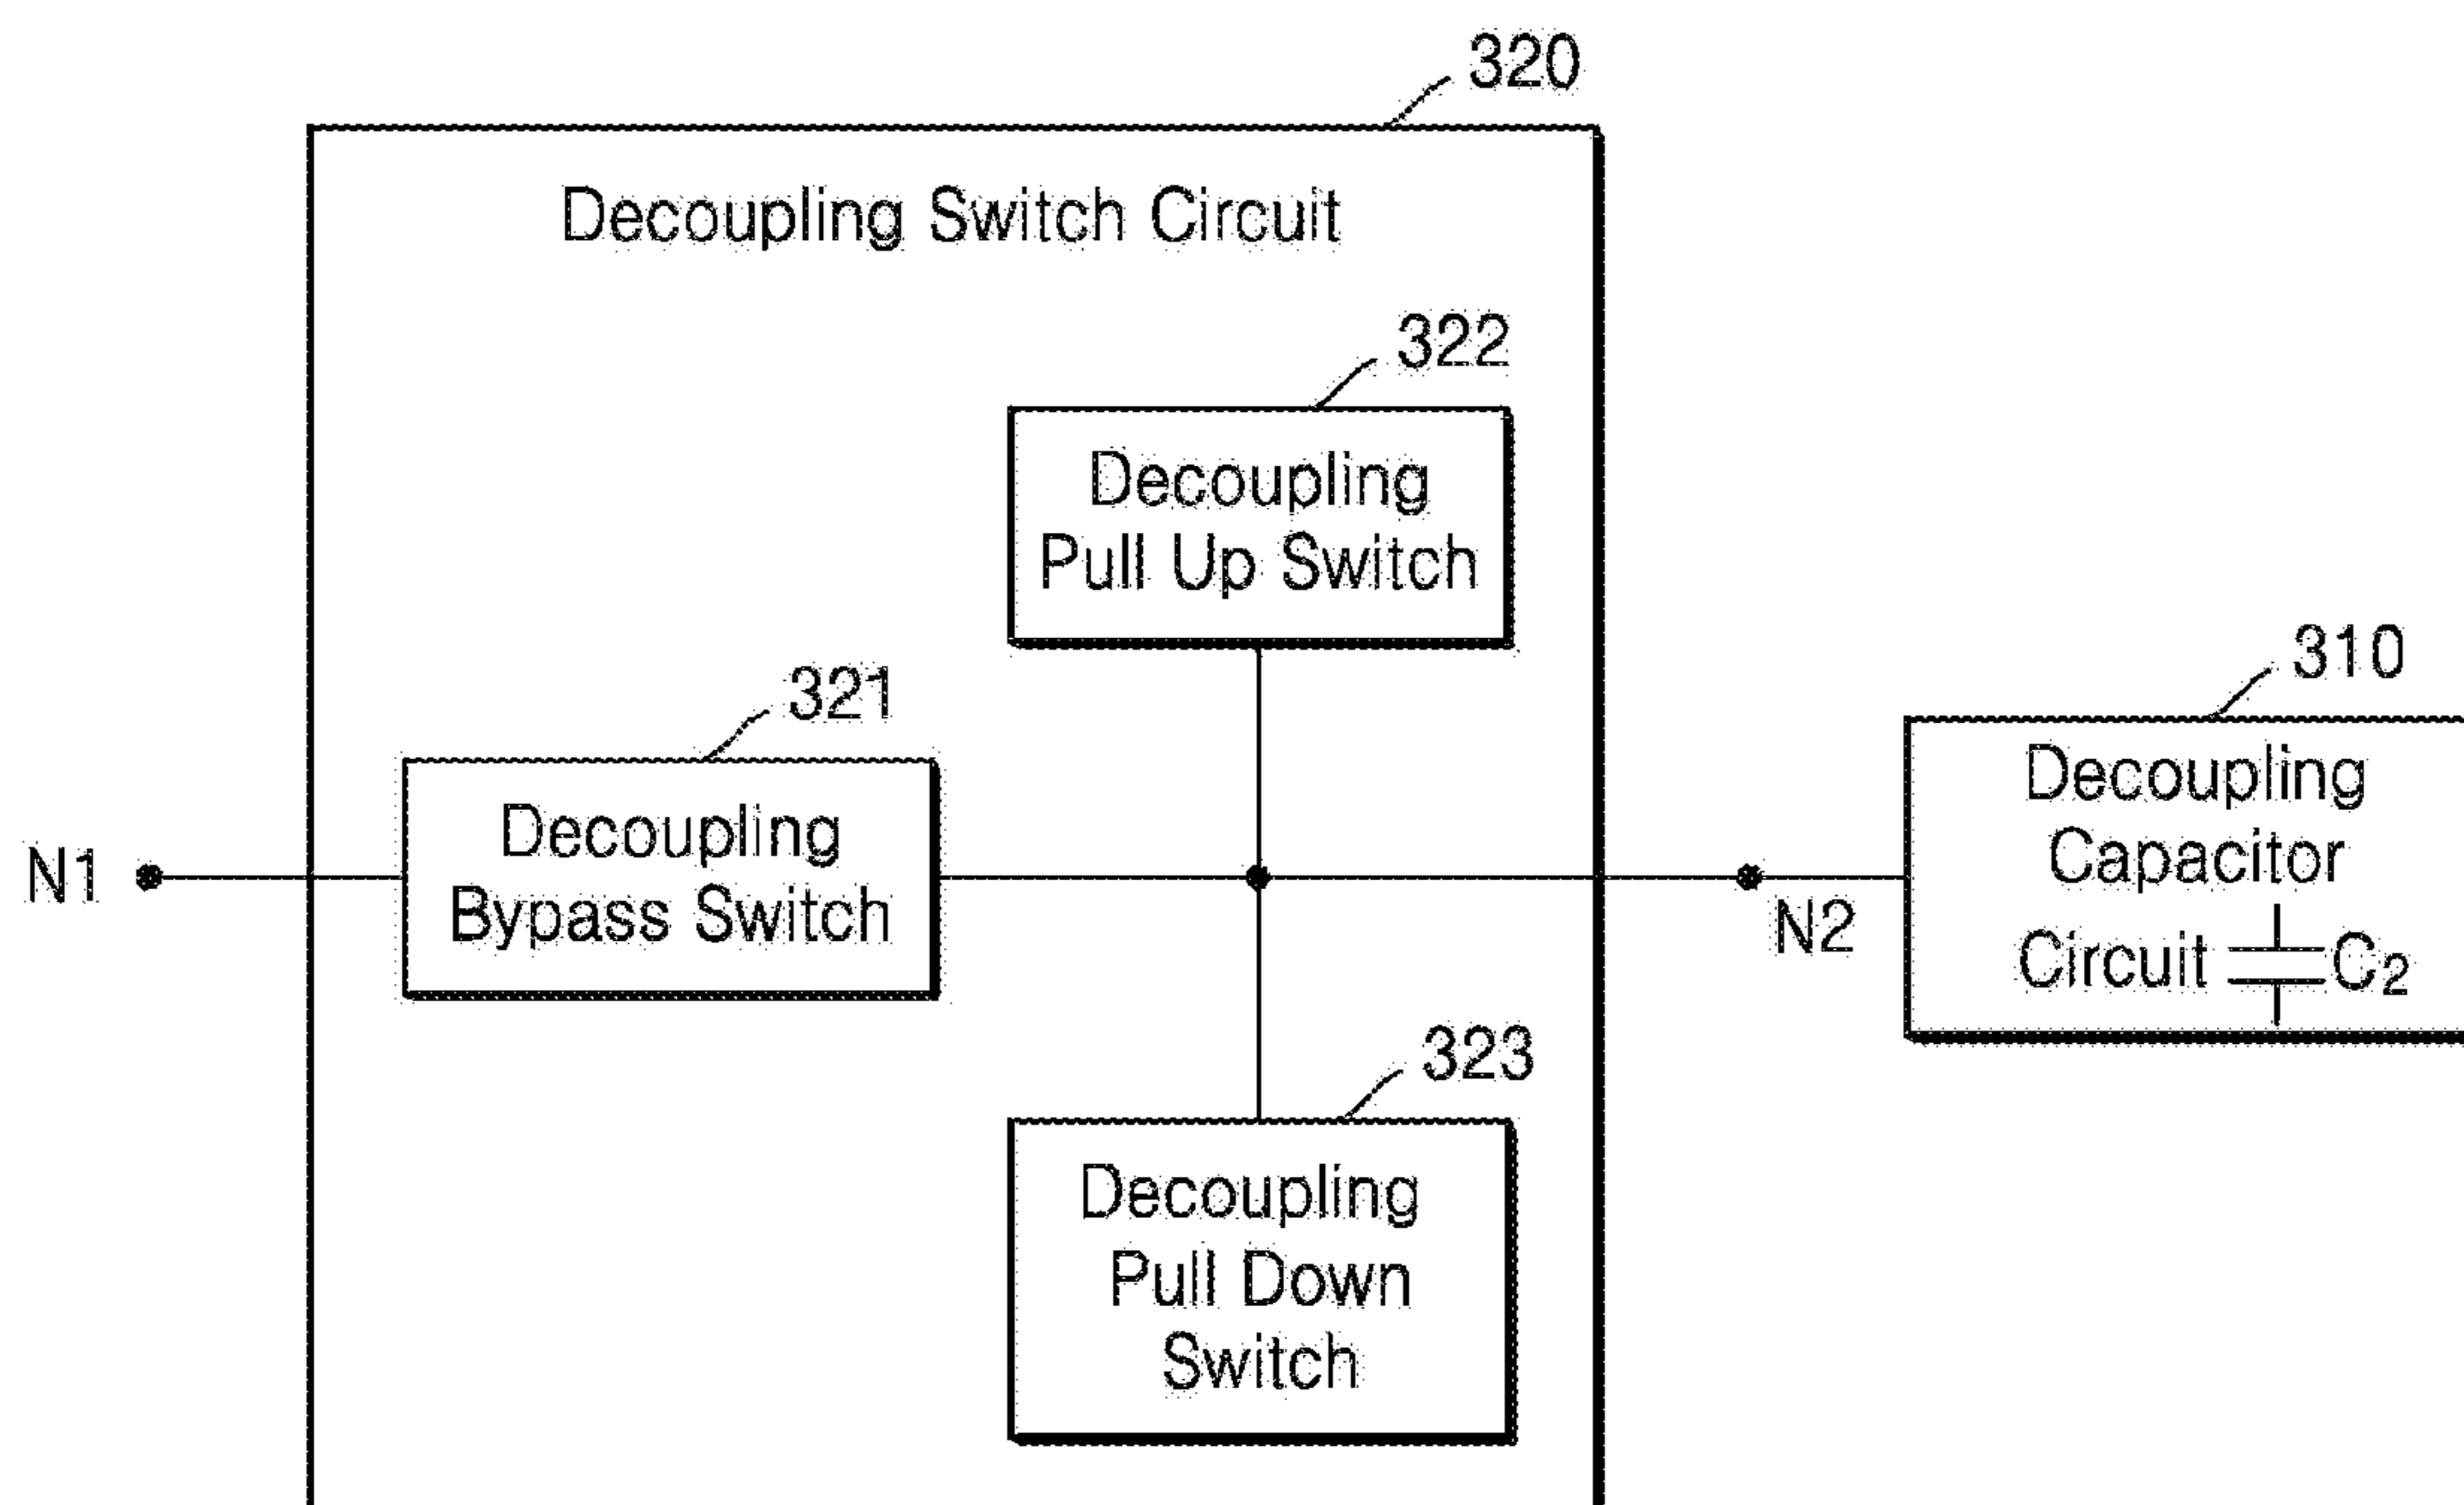 320
Decoupling Switch Circuit
322
Decoupling
Pull Up Switch
321
Decoupling
Bypass Switch
N1
N2
310
Decoupling
Capacitor
Circuit C2
323
Decoupling
Pull Down
Switch